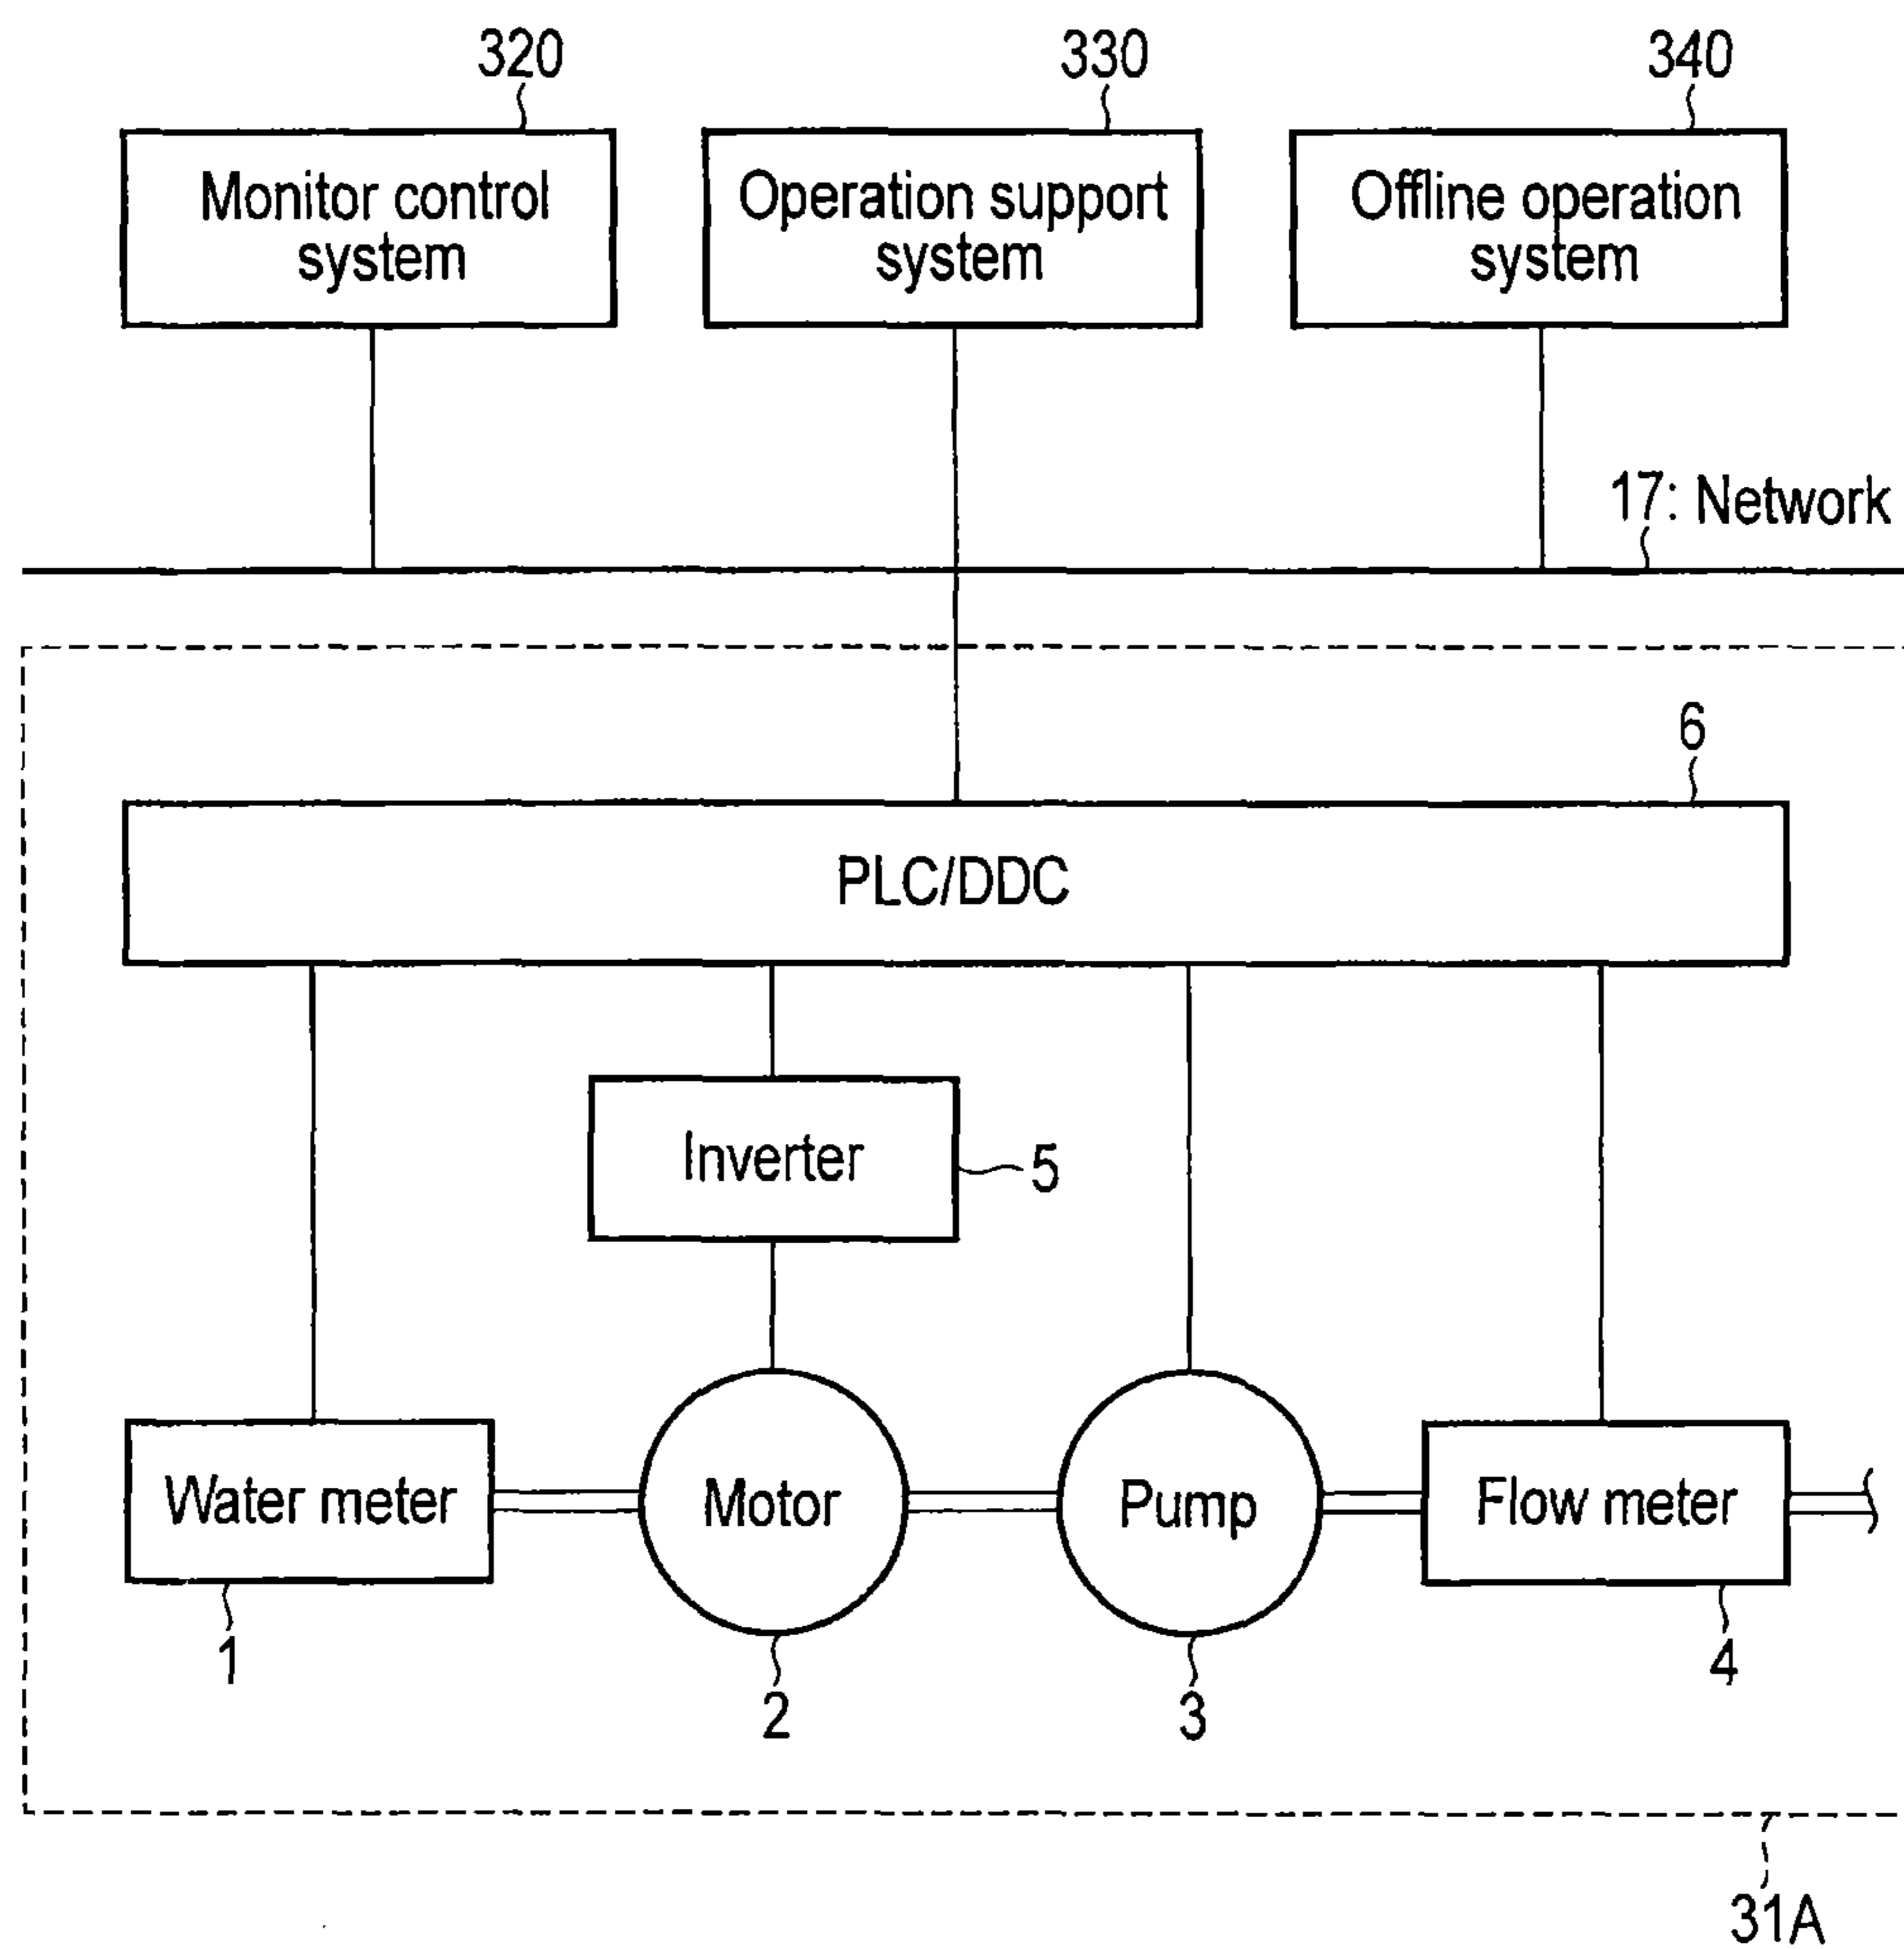 320
330
340
Monitor control
system
Operation support
system
Offline operation
system
17: Network
6
PLC/DDC
Inverter
5
Water meter
Motor
Pump
Flow meter
1
2
3
4
31A